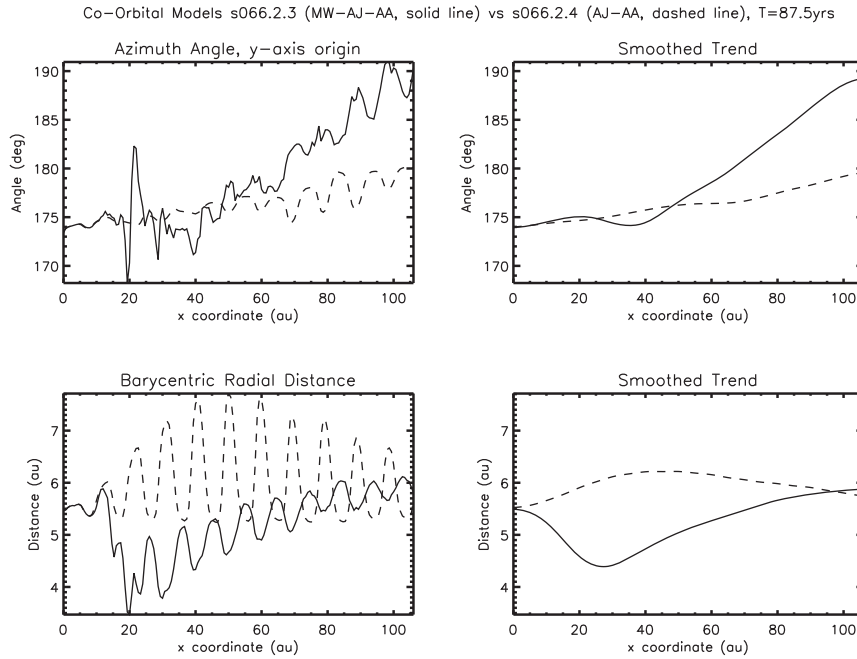 Co-Orbital Models s066.2.3 (MW-AJ-AA, solid line) vs s066.2.4 (AJ-AA, dashed line), T=87.5yrs
Azimuth Angle, y-axis origin
190
185
180
175
170
Angle (deg)
0 20 40 60 80 100
x coordinate (au)
Smoothed Trend
190
185
180
175
170
Angle (deg)
0 20 40 60 80 100
x coordinate (au)
Barycentric Radial Distance
7
6
5
4
Distance (au)
0 20 40 60 80 100
x coordinate (au)
Smoothed Trend
7
6
5
4
Distance (au)
0 20 40 60 80 100
x coordinate (au)